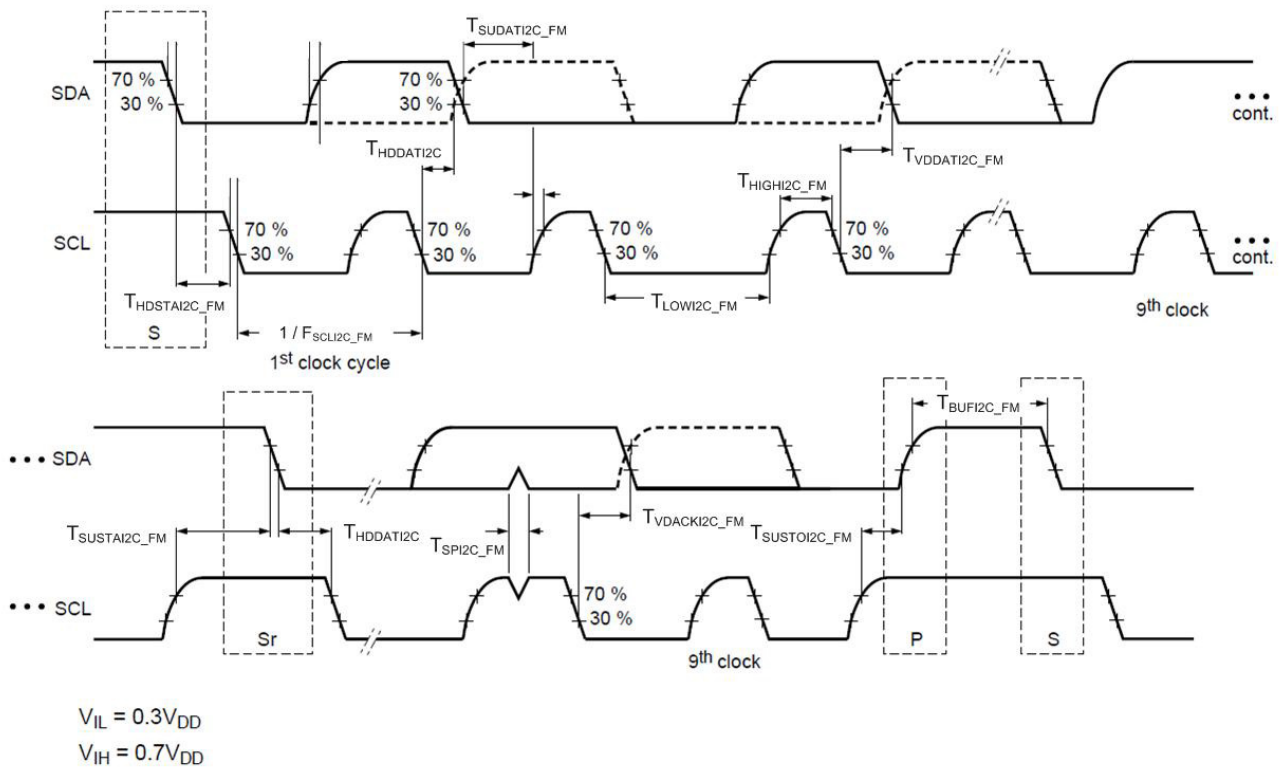 T_SUDATI2C_FM
SDA
70 %
30 %
70 %
30 %
••• cont.
T_HDDATI2C
T_VDDATI2C_FM
T_HIGHI2C_FM
SCL
70 %
30 %
70 %
30 %
70 %
30 %
70 %
30 %
••• cont.
T_HDSTAI2C_FM
T_LOWI2C_FM
9th clock
S
1 / F_SCLI2C_FM
1st clock cycle
T_BUFI2C_FM
••• SDA
T_SUSTAI2C_FM
T_HDDATI2C
T_SPI2C_FM
T_VDACKI2C_FM
T_SUSTOI2C_FM
••• SCL
70 %
30 %
Sr
9th clock
P
S
V_IL = 0.3V_DD
V_IH = 0.7V_DD